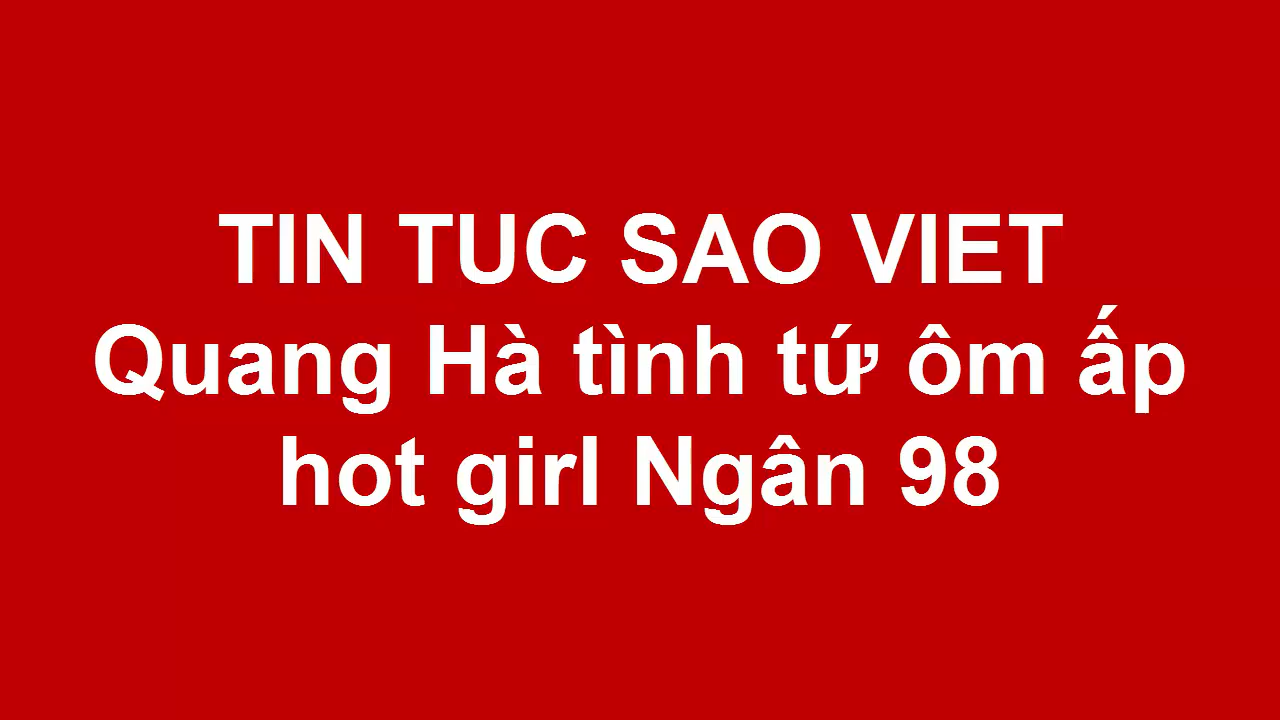 TIN TUC SAO VIET
Quang Hà tình tứ ôm ấp
hot girl Ngân 98